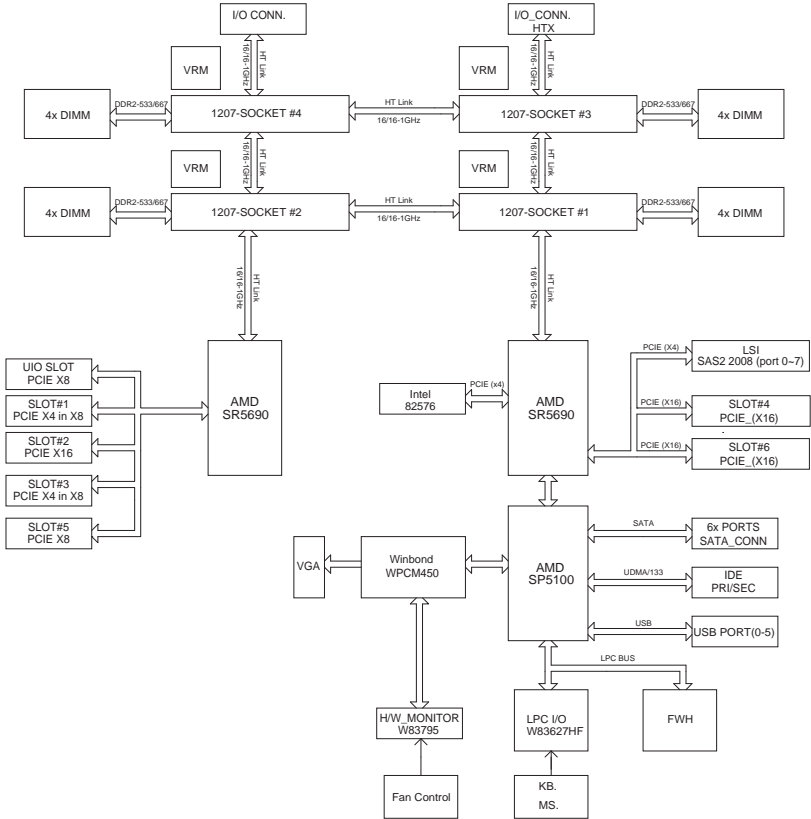 I/O CONN.
I/O_CONN.
HTX
VRM
16/16-1GHz
HT Link
VRM
16/16-1GHz
HT Link
4x DIMM
DDR2-533/667
1207-SOCKET #4
HT Link
16/16-1GHz
1207-SOCKET #3
DDR2-533/667
4x DIMM
VRM
16/16-1GHz
HT Link
VRM
16/16-1GHz
HT Link
4x DIMM
DDR2-533/667
1207-SOCKET #2
HT Link
16/16-1GHz
1207-SOCKET #1
DDR2-533/667
4x DIMM
16/16-1GHz
HT Link
16/16-1GHz
HT Link
UIO SLOT
PCIE X8
SLOT#1
PCIE X4 in X8
SLOT#2
PCIE X16
SLOT#3
PCIE X4 in X8
SLOT#5
PCIE X8
AMD
SR5690
Intel
82576
PCIE (x4)
AMD
SR5690
PCIE (X4)
LSI
SAS2 2008 (port 0~7)
PCIE (X16)
SLOT#4
PCIE_(X16)
PCIE (X16)
SLOT#6
PCIE_(X16)
VGA
Winbond
WPCM450
AMD
SP5100
SATA
6x PORTS
SATA_CONN
UDMA/133
IDE
PRI/SEC
USB
USB PORT(0-5)
LPC BUS
H/W_MONITOR
W83795
LPC I/O
W83627HF
FWH
Fan Control
KB.
MS.